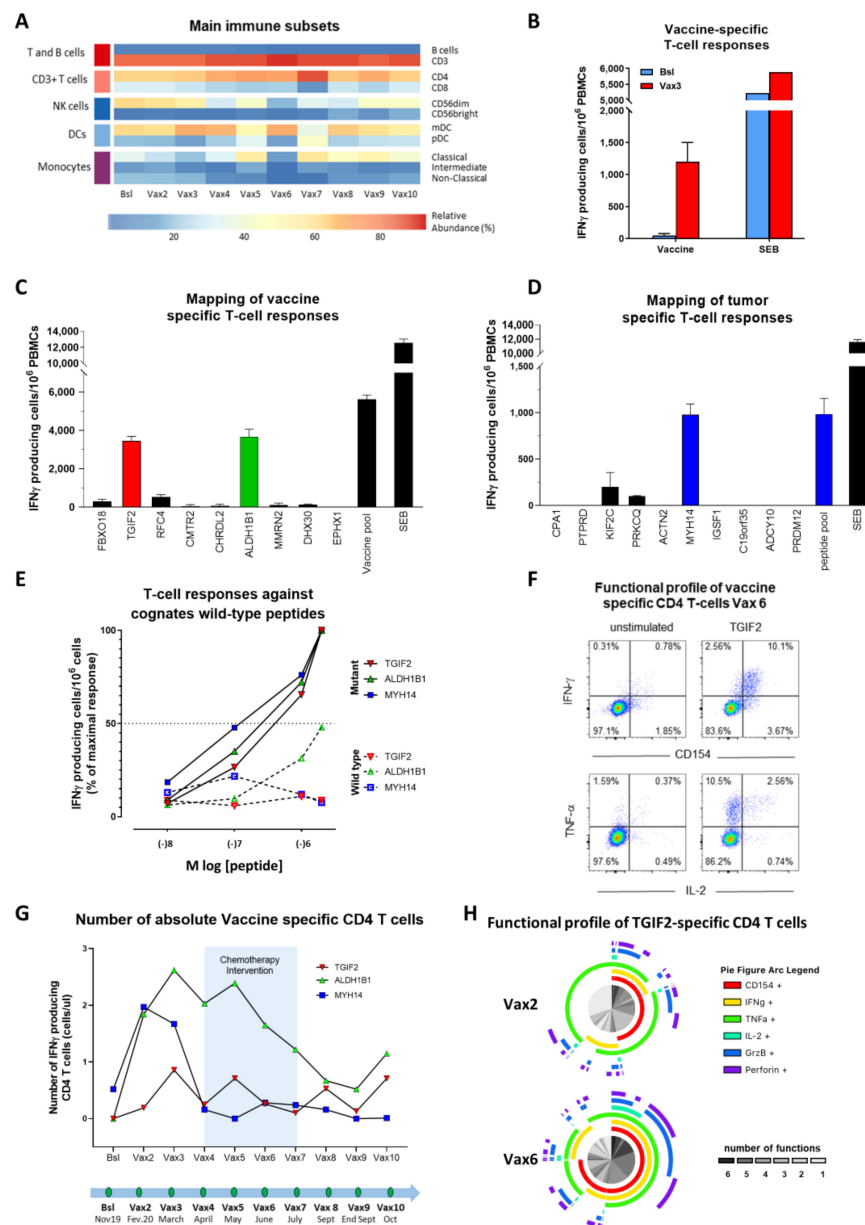 A
Main immune subsets
T and B cells
B cells
CD3
CD3+ T cells
CD4
CD8
NK cells
CD56dim
CD56bright
DCs
mDC
pDC
Monocytes
Classical
Intermediate
Non-Classical
Bsl Vax2 Vax3 Vax4 Vax5 Vax6 Vax7 Vax8 Vax9 Vax10
20 40 60 80
Relative
Abundance (%)
B
Vaccine-specific
T-cell responses
Bsl
Vax3
IFNγ producing cells/10⁶ PBMCs
6,000
5,500
5,000
2,000
1,500
1,000
500
0
Vaccine SEB
C
Mapping of vaccine
specific T-cell responses
IFNγ producing cells/10⁶ PBMCs
14,000
12,000
10,000
6,000
4,000
2,000
0
FBXO18 TGIF2 RFC4 CMTR2 CHRDL2 ALDH1B1 MMRN2 DHX30 EPHX1 Vaccine pool SEB
D
Mapping of tumor
specific T-cell responses
IFNγ producing cells/10⁶ PBMCs
14,000
12,000
10,000
1,500
1,000
500
0
CPA1 PTPRD KIF2C PRKCQ ACTN2 MYH14 IGSF1 C19orf35 ADCY10 PRDM12 peptide pool SEB
E
T-cell responses against
cognates wild-type peptides
IFNγ producing cells/10⁶ cells
(% of maximal response)
100
50
0
(-)8 (-)7 (-)6
M log [peptide]
Mutant
TGIF2
ALDH1B1
MYH14
Wild type
TGIF2
ALDH1B1
MYH14
F
Functional profile of vaccine
specific CD4 T-cells Vax 6
unstimulated TGIF2
IFN-γ
0.31% 0.78% 2.56% 10.1%
97.1% 1.85% 83.6% 3.67%
CD154
TNF-α
1.59% 0.37% 10.5% 2.56%
97.6% 0.49% 86.2% 0.74%
IL-2
G
Number of absolute Vaccine specific CD4 T cells
Number of IFNγ producing
CD4 T cells (cells/ul)
3
2
1
0
Chemotherapy
Intervention
TGIF2
ALDH1B1
MYH14
Bsl Vax2 Vax3 Vax4 Vax5 Vax6 Vax7 Vax8 Vax9 Vax10
Bsl Vax2 Vax3 Vax4 Vax5 Vax6 Vax7 Vax 8 Vax9 Vax10
Nov19 Fev.20 March April May June July Sept End Sept Oct
H
Functional profile of TGIF2-specific CD4 T cells
Vax2
Vax6
Pie Figure Arc Legend
CD154 +
IFNg +
TNFa +
IL-2 +
GrzB +
Perforin +
number of functions
6 5 4 3 2 1